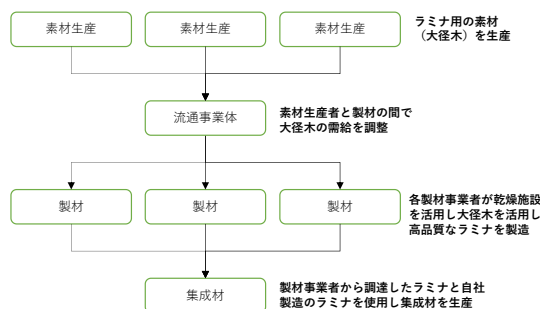 素材生産
素材生産
素材生産
ラミナ用の素材
（大径木）を生産
流通事業体
素材生産者と製材の間で
大径木の需給を調整
製材
製材
製材
各製材事業者が乾燥施設
を活用し大径木を活用し
高品質なラミナを製造
集成材
製材事業者から調達したラミナと自社
製造のラミナを使用し集成材を生産